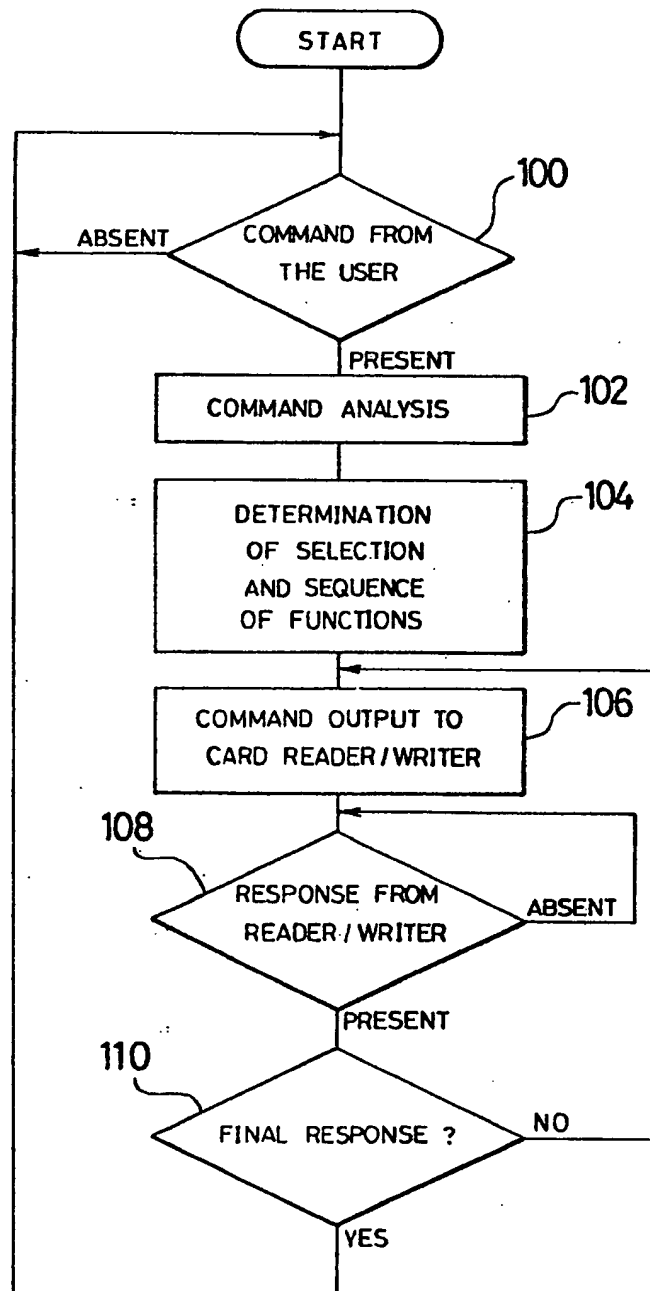 START
100
COMMAND FROM
THE USER
ABSENT
PRESENT
COMMAND ANALYSIS
102
DETERMINATION
OF SELECTION
AND SEQUENCE
OF FUNCTIONS
104
COMMAND OUTPUT TO
CARD READER/WRITER
106
108
RESPONSE FROM
READER/WRITER
ABSENT
PRESENT
110
FINAL RESPONSE ?
NO
YES